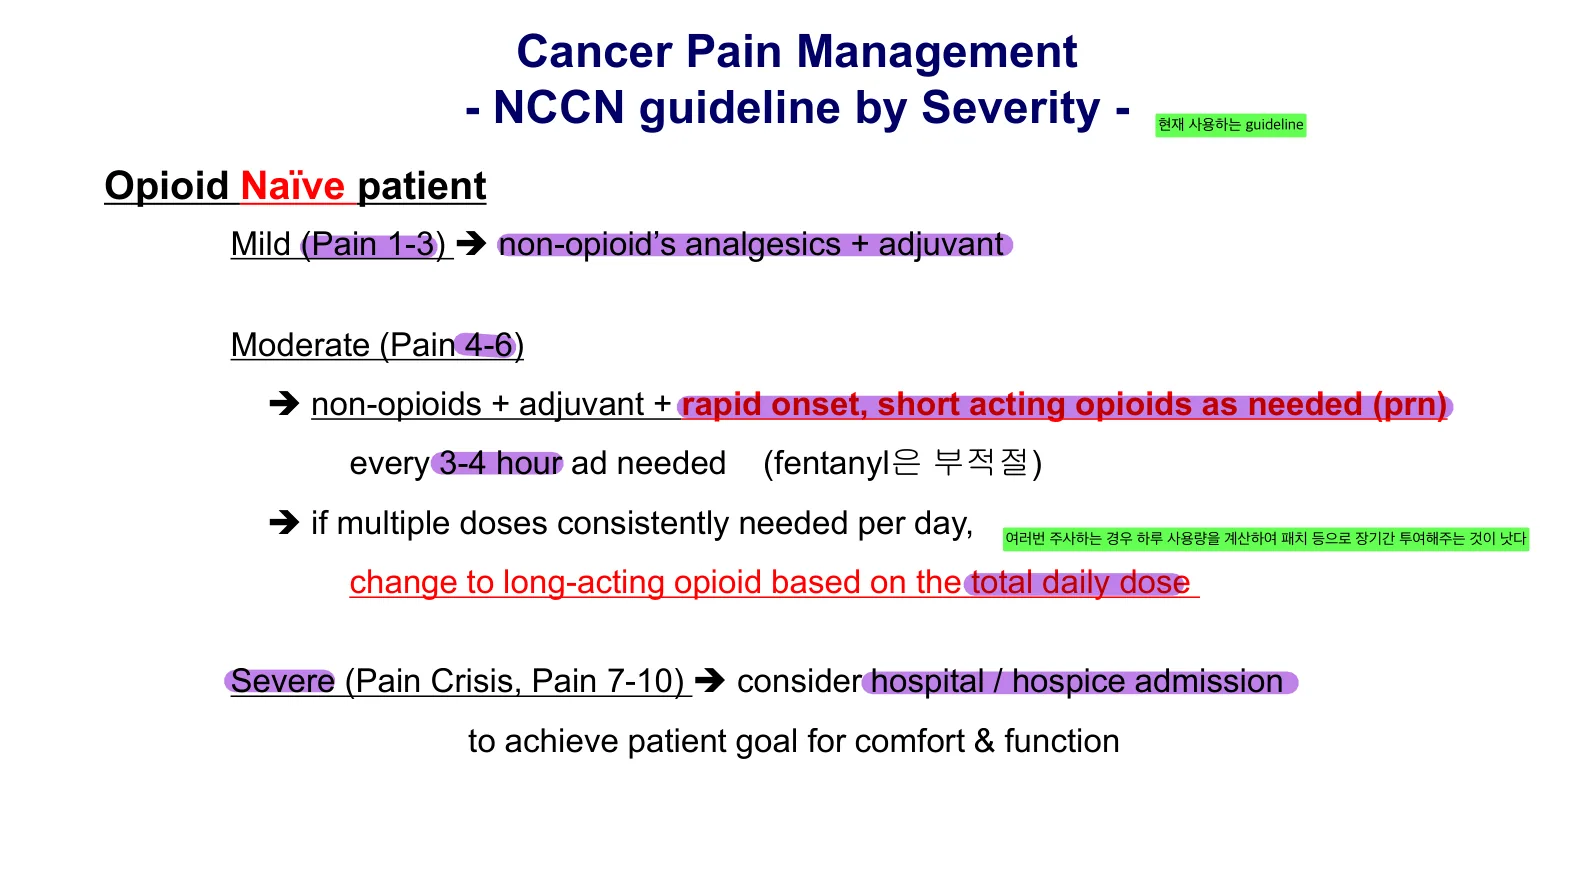 Cancer Pain Management
- NCCN guideline by Severity -
현재 사용하는 guideline
Opioid Naïve patient
Mild (Pain 1-3) ➔ non-opioid’s analgesics + adjuvant
Moderate (Pain 4-6)
➔ non-opioids + adjuvant + rapid onset, short acting opioids as needed (prn)
every 3-4 hour ad needed (fentanyl은 부적절)
➔ if multiple doses consistently needed per day,
여러번 주사하는 경우 하루 사용량을 계산하여 패치 등으로 장기간 투여해주는 것이 낫다
change to long-acting opioid based on the total daily dose
Severe (Pain Crisis, Pain 7-10) ➔ consider hospital / hospice admission
to achieve patient goal for comfort & function